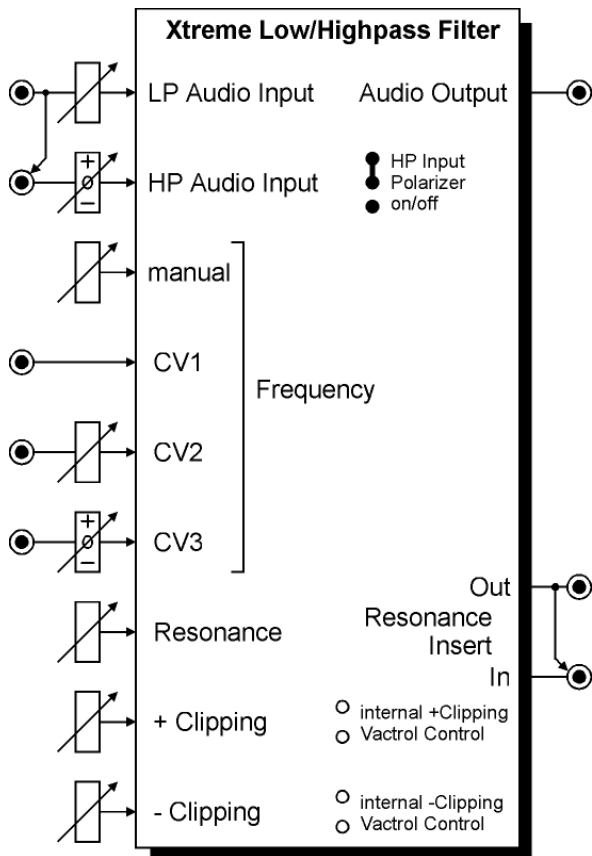 Xtreme Low/Highpass Filter
LP Audio Input
Audio Output
+
o
−
HP Audio Input
HP Input
Polarizer
on/off
manual
CV1
Frequency
CV2
+
o
−
CV3
Out
Resonance
Insert
Resonance
In
+ Clipping
internal +Clipping
Vactrol Control
- Clipping
internal -Clipping
Vactrol Control